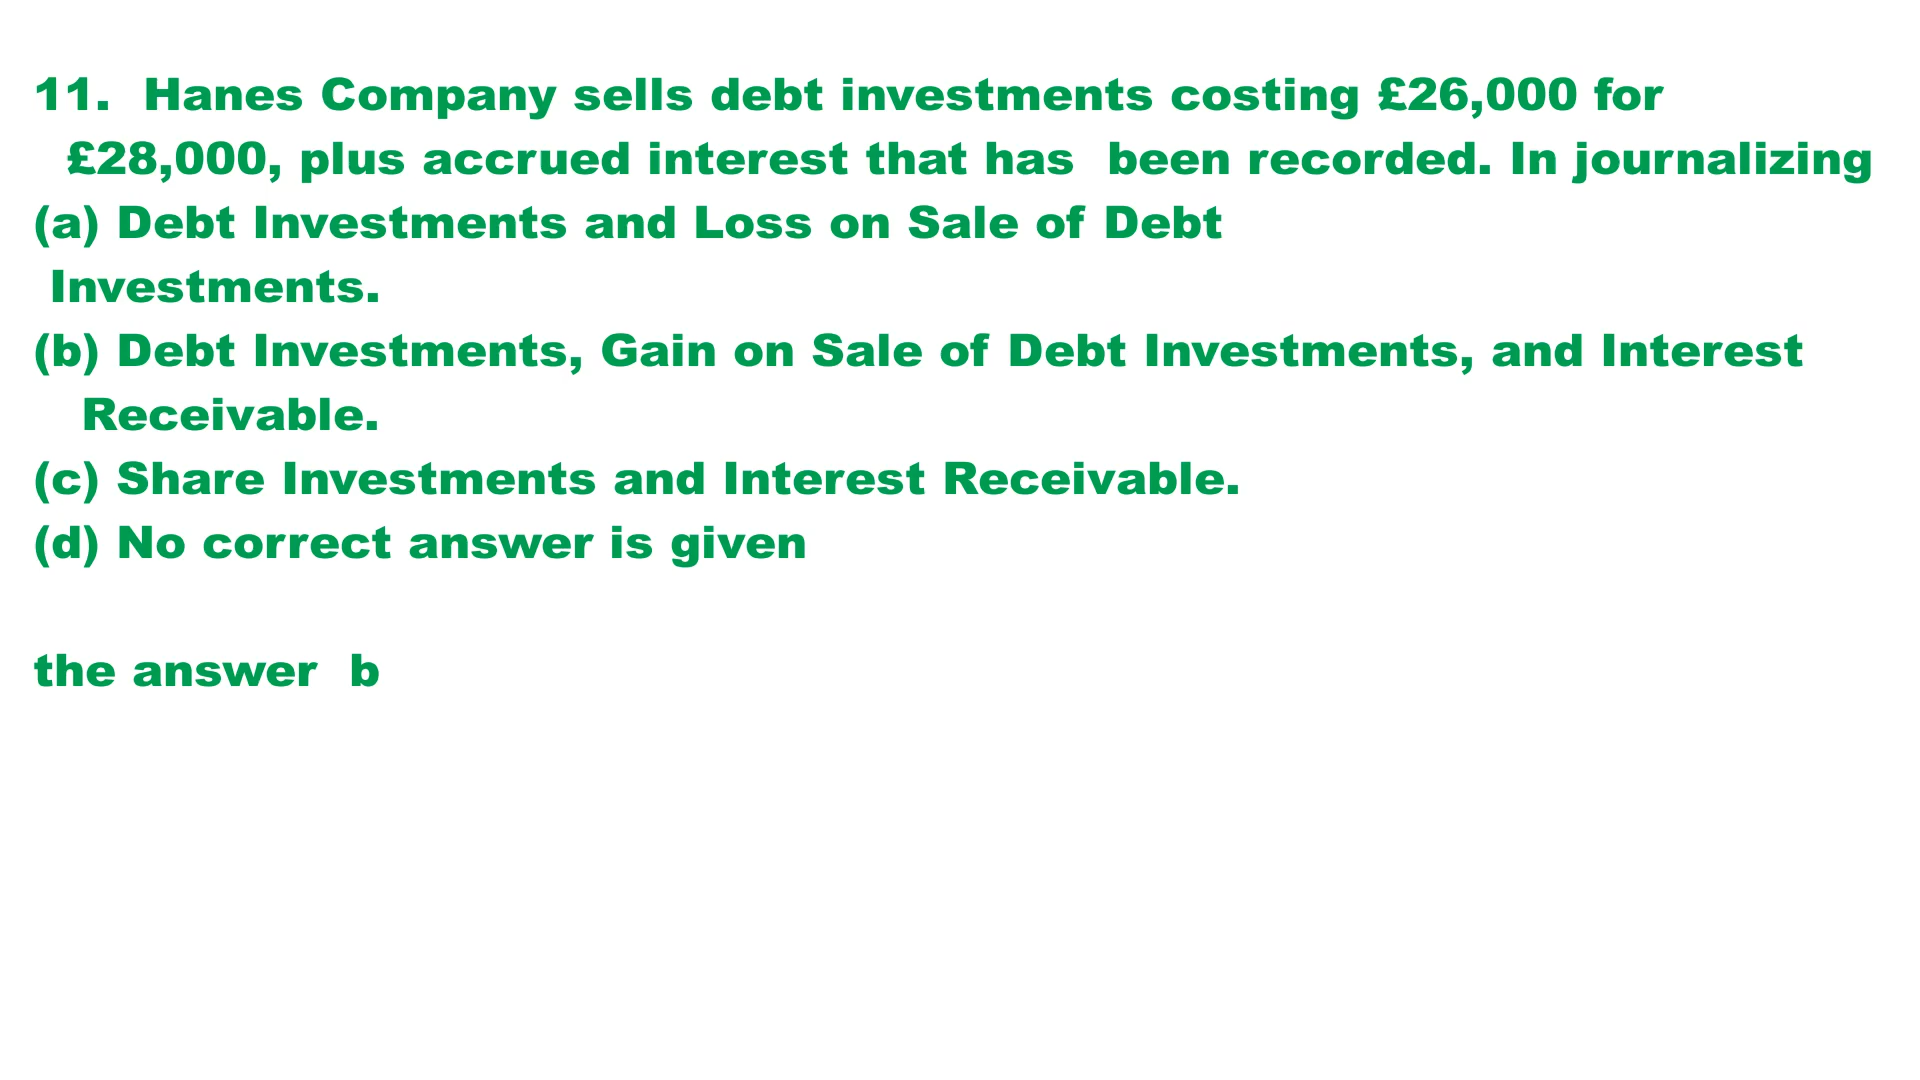 11.  Hanes Company sells debt investments costing £26,000 for
£28,000, plus accrued interest that has  been recorded. In journalizing
(a) Debt Investments and Loss on Sale of Debt
Investments.
(b) Debt Investments, Gain on Sale of Debt Investments, and Interest
Receivable.
(c) Share Investments and Interest Receivable.
(d) No correct answer is given
the answer  b